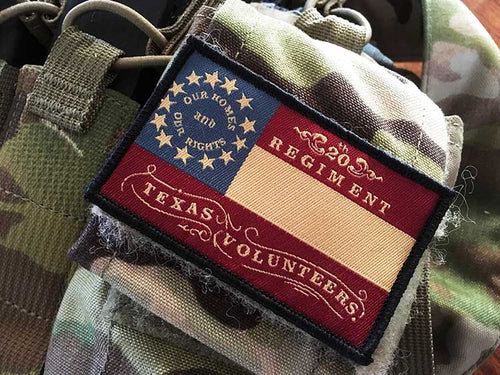 OUR HOMES
and
OUR RIGHTS
20th
REGIMENT
TEXAS VOLUNTEERS.